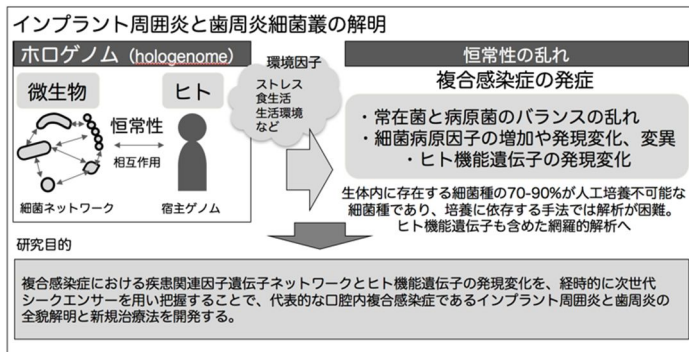 インプラント周囲炎と歯周炎細菌叢の解明
ホロゲノム（hologenome）
微生物
ヒト
恒常性
相互作用
細菌ネットワーク
宿主ゲノム
環境因子
ストレス
食生活
生活環境
など
恒常性の乱れ
複合感染症の発症
・常在菌と病原菌のバランスの乱れ
・細菌病原因子の増加や発現変化、変異
・ヒト機能遺伝子の発現変化
生体内に存在する細菌種の70-90%が人工培養不可能な
細菌種であり、培養に依存する手法では解析が困難。
ヒト機能遺伝子も含めた網羅的解析へ
研究目的
複合感染症における疾患関連因子遺伝子ネットワークとヒト機能遺伝子の発現変化を、経時的に次世代
シークエンサーを用い把握することで、代表的な口腔内複合感染症であるインプラント周囲炎と歯周炎の
全貌解明と新規治療法を開発する。